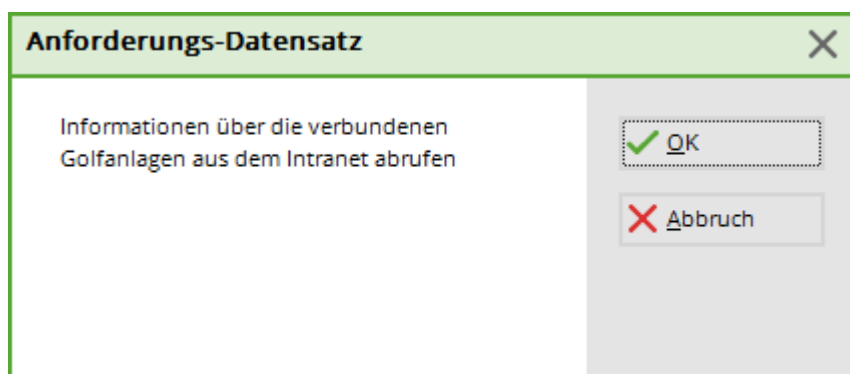 Anforderungs-Datensatz
Informationen über die verbundenen
Golfanlagen aus dem Intranet abrufen
OK
Abbruch